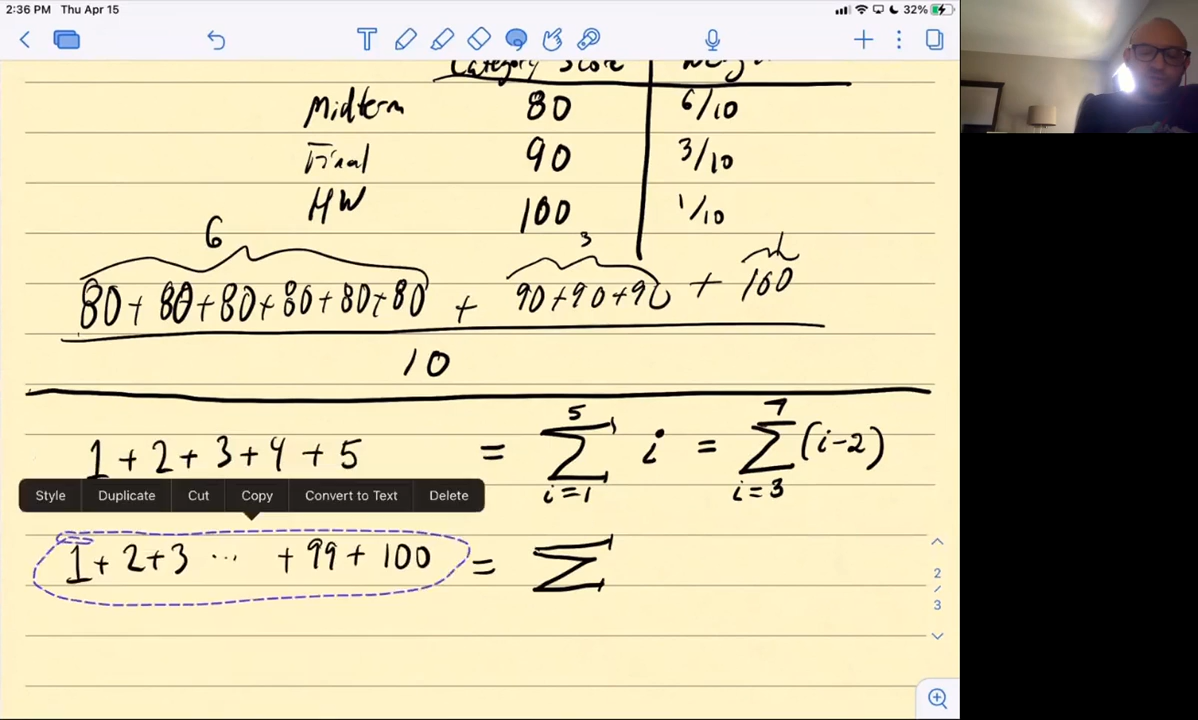 2:36 PM Thu Apr 15 32%
Category Score
Midterm 80 6/10
Final 90 3/10
HW 100 1/10
6 3
80+80+80+80+80+80 + 90+90+90 + 100
10
1+2+3+4+5 = 5∑i=1 i = 7∑i=3 (i-2)
Style Duplicate Cut Copy Convert to Text Delete
1+2+3 ... +99+100 = ∑
2/3